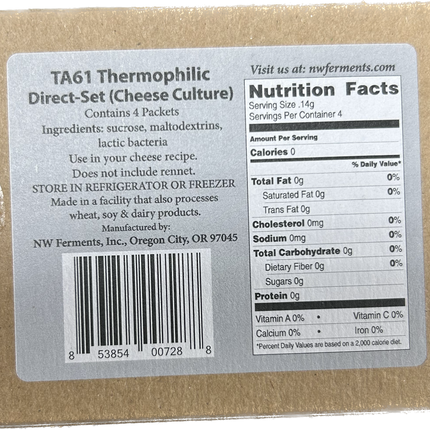 TA61 Thermophilic
Direct-Set (Cheese Culture)
Contains 4 Packets
Ingredients: sucrose, maltodextrins,
lactic bacteria
Use in your cheese recipe.
Does not include rennet.
STORE IN REFRIGERATOR OR FREEZER
Made in a facility that also processes
wheat, soy & dairy products.
Manufactured by:
NW Ferments, Inc., Oregon City, OR 97045
8 53854 00728 8
Visit us at: nwferments.com
Nutrition Facts
Serving Size .14g
Servings Per Container 4
Amount Per Serving
Calories 0
% Daily Value*
Total Fat 0g 0%
Saturated Fat 0g 0%
Trans Fat 0g
Cholesterol 0mg 0%
Sodium 0mg 0%
Total Carbohydrate 0g 0%
Dietary Fiber 0g 0%
Sugars 0g
Protein 0g
Vitamin A 0% • Vitamin C 0%
Calcium 0% • Iron 0%
*Percent Daily Values are based on a 2,000 calorie diet.